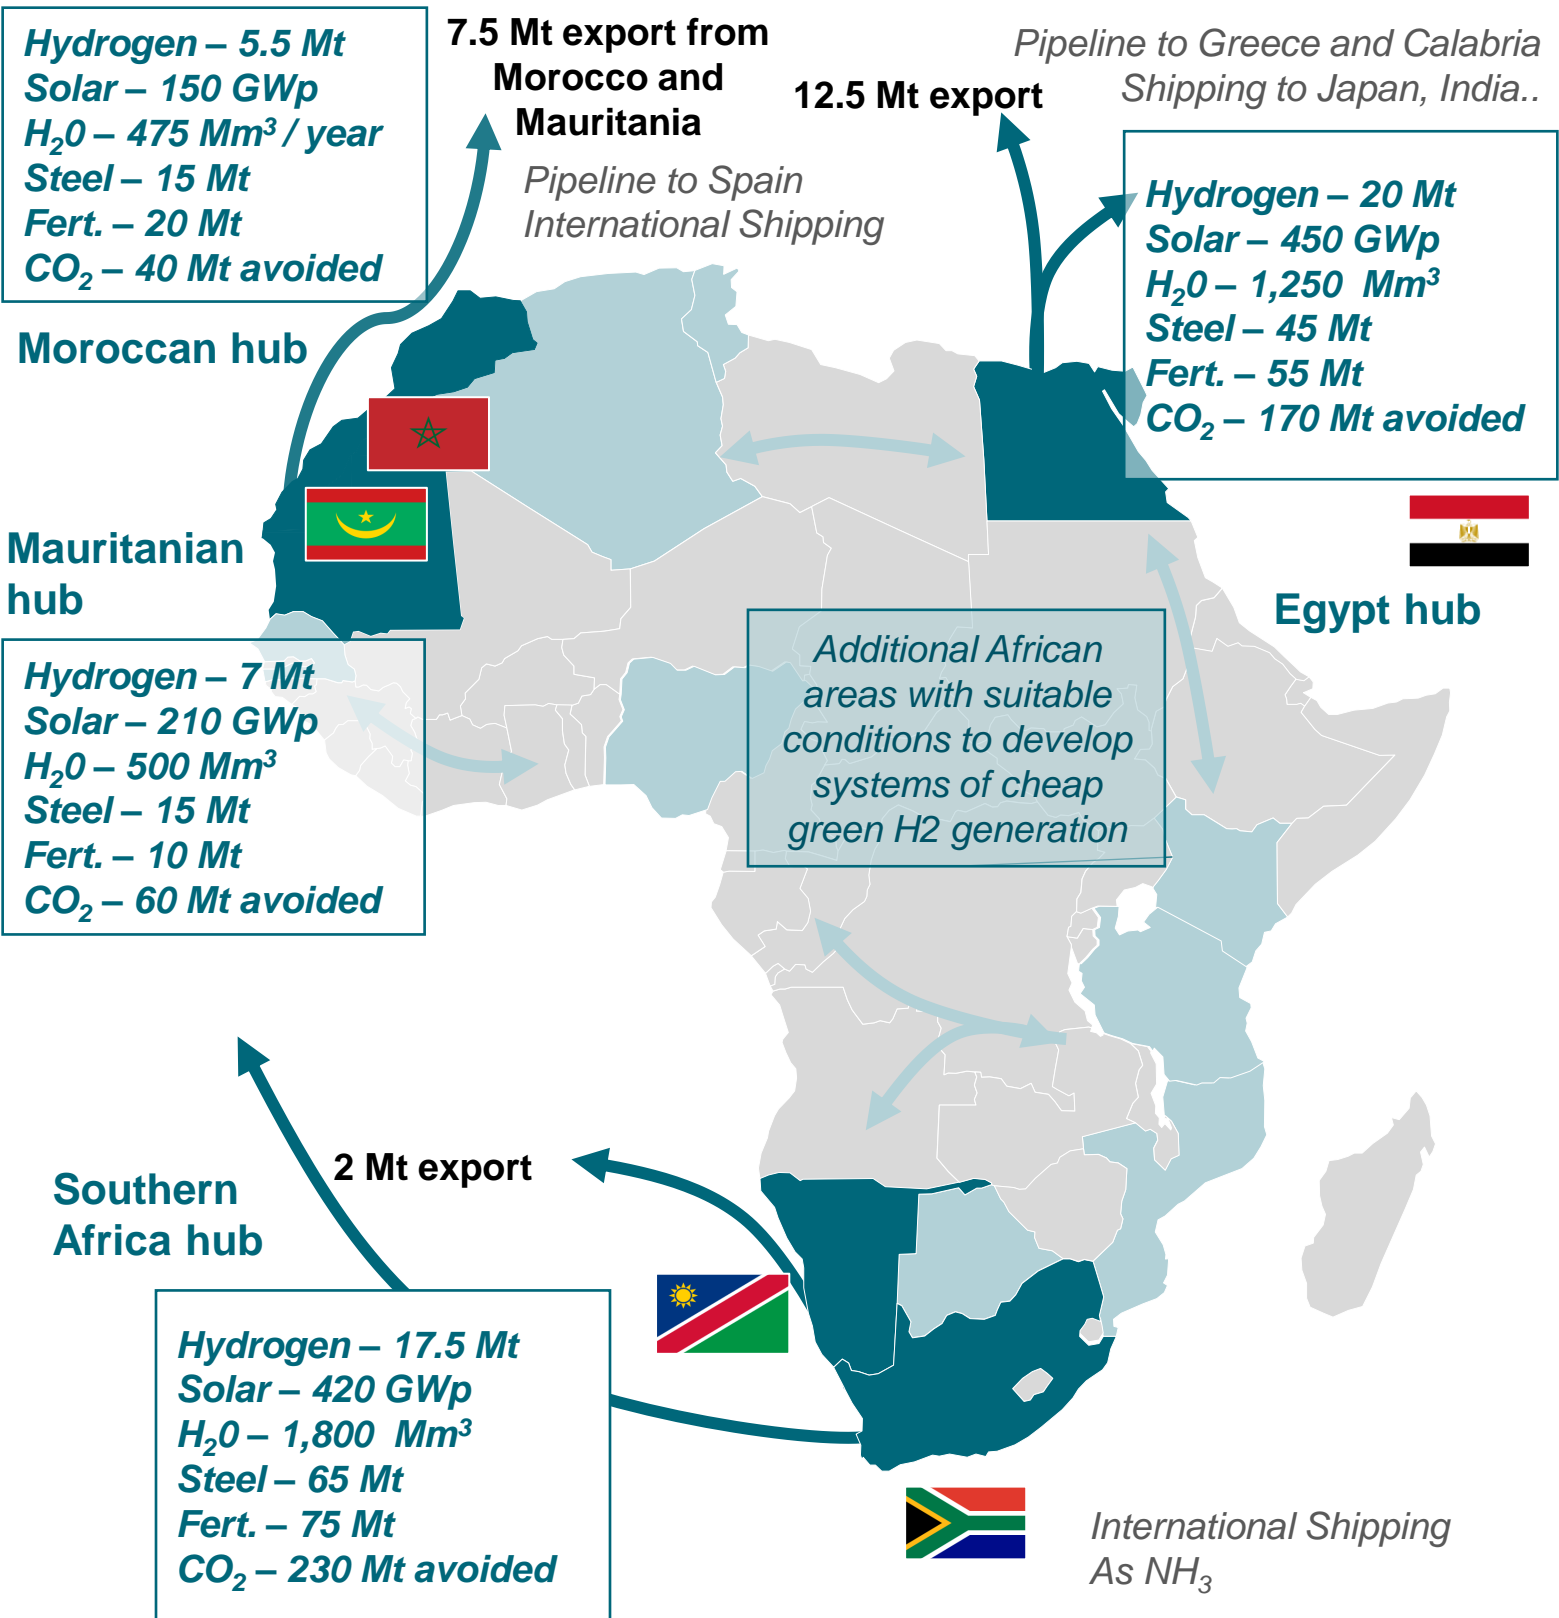 Hydrogen – 5.5 Mt
Solar – 150 GWp
H₂0 – 475 Mm³ / year
Steel – 15 Mt
Fert. – 20 Mt
CO₂ – 40 Mt avoided
Moroccan hub
7.5 Mt export from
Morocco and
Mauritania
Pipeline to Spain
International Shipping
12.5 Mt export
Pipeline to Greece and Calabria
Shipping to Japan, India..
Hydrogen – 20 Mt
Solar – 450 GWp
H₂0 – 1,250 Mm³
Steel – 45 Mt
Fert. – 55 Mt
CO₂ – 170 Mt avoided
Egypt hub
Mauritanian
hub
Hydrogen – 7 Mt
Solar – 210 GWp
H₂0 – 500 Mm³
Steel – 15 Mt
Fert. – 10 Mt
CO₂ – 60 Mt avoided
Additional African
areas with suitable
conditions to develop
systems of cheap
green H2 generation
2 Mt export
Southern
Africa hub
Hydrogen – 17.5 Mt
Solar – 420 GWp
H₂0 – 1,800 Mm³
Steel – 65 Mt
Fert. – 75 Mt
CO₂ – 230 Mt avoided
International Shipping
As NH₃